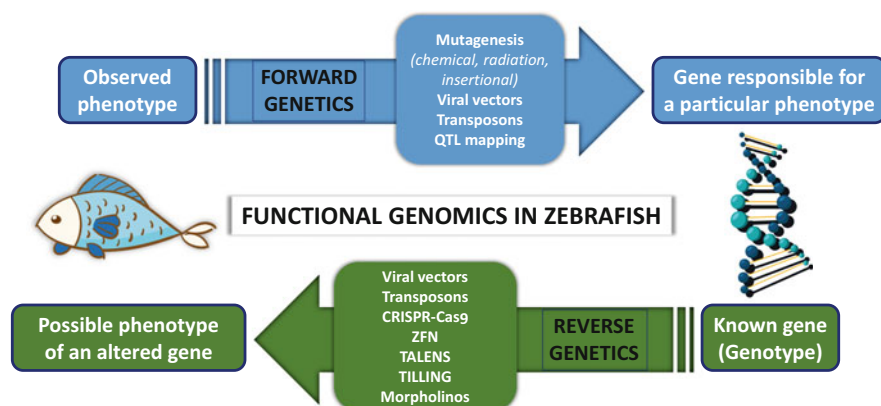 Observed
phenotype
FORWARD
GENETICS
Mutagenesis
(chemical, radiation,
insertional)
Viral vectors
Transposons
QTL mapping
Gene responsible for
a particular phenotype
FUNCTIONAL GENOMICS IN ZEBRAFISH
Possible phenotype
of an altered gene
Viral vectors
Transposons
CRISPR-Cas9
ZFN
TALENS
TILLING
Morpholinos
REVERSE
GENETICS
Known gene
(Genotype)